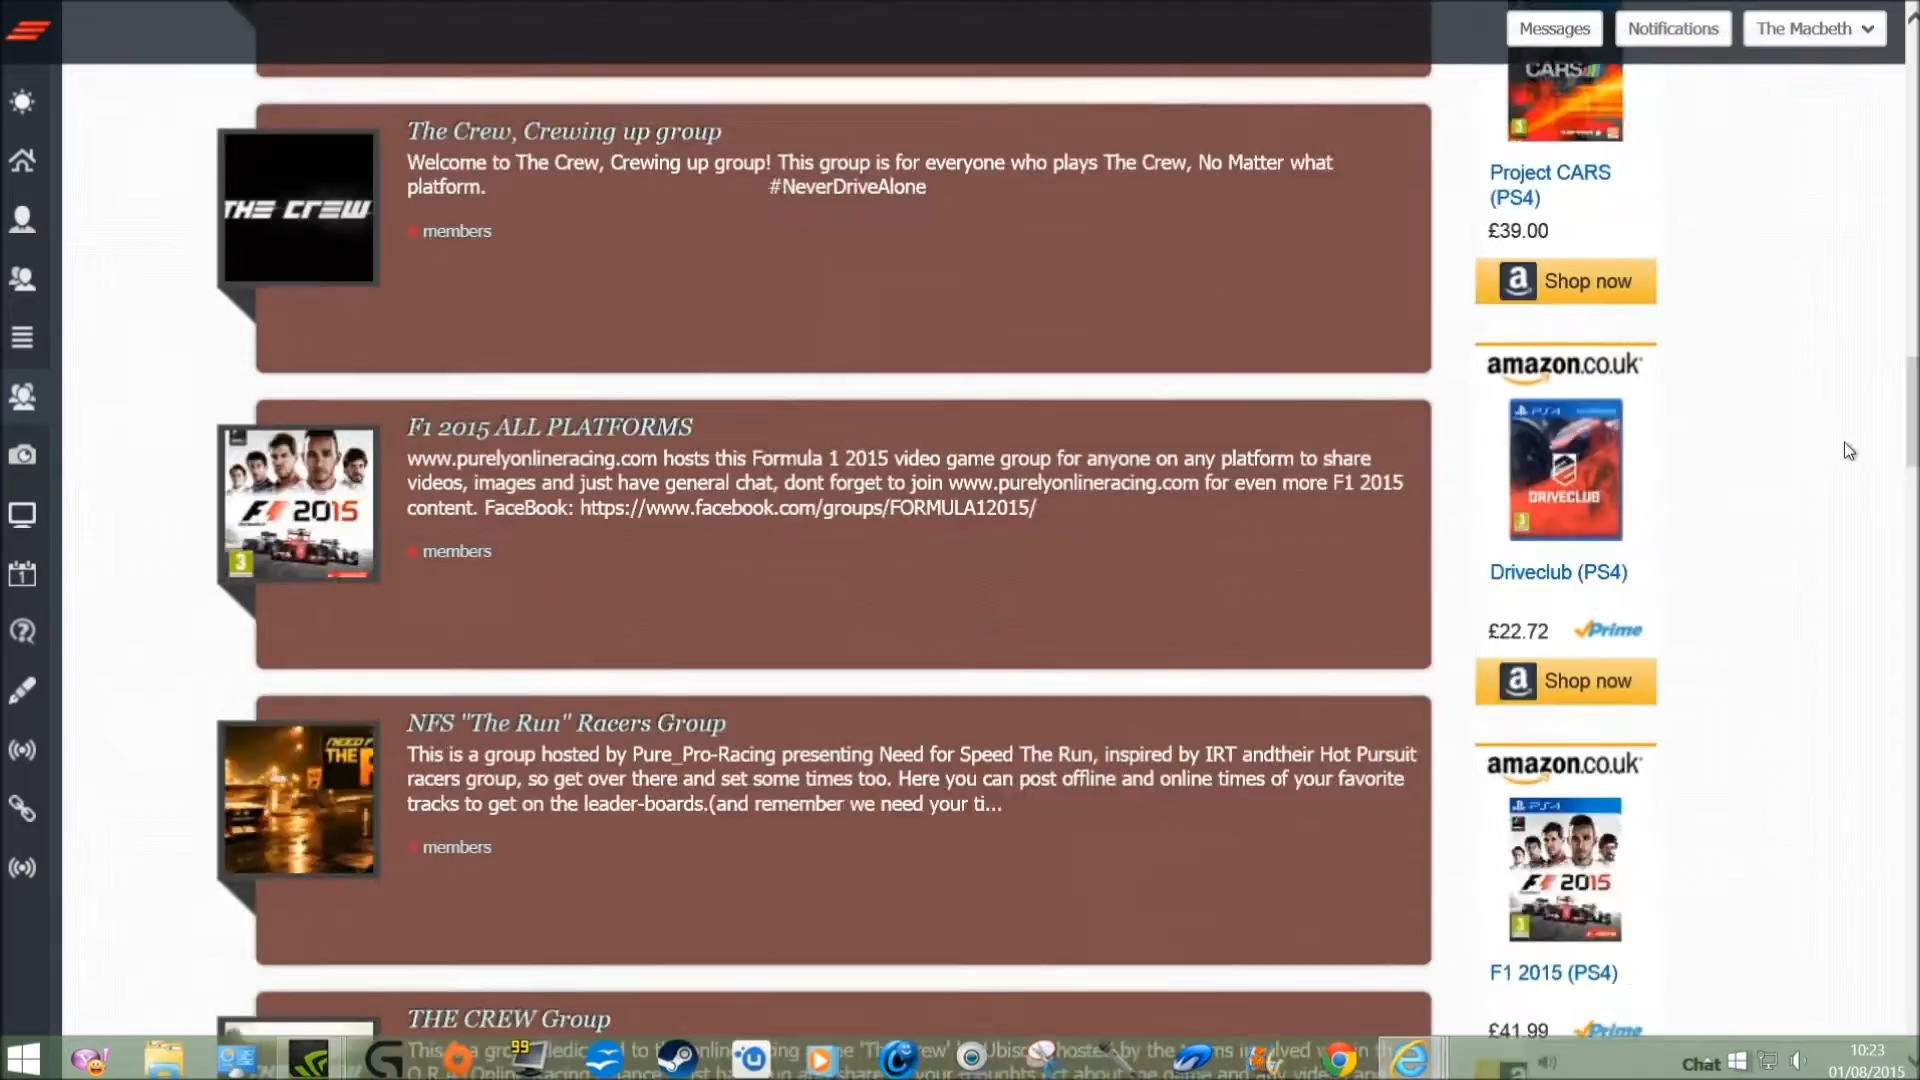 Messages
Notifications
The Macbeth
CARS
Project CARS
(PS4)
£39.00
a Shop now
The Crew, Crewing up group
Welcome to The Crew, Crewing up group! This group is for everyone who plays The Crew, No Matter what
platform. #NeverDriveAlone
members
THE CREW
amazon.co.uk
PS4
DRIVECLUB
3
Driveclub (PS4)
£22.72 Prime
a Shop now
F1 2015 ALL PLATFORMS
www.purelyonlineracing.com hosts this Formula 1 2015 video game group for anyone on any platform to share
videos, images and just have general chat, dont forget to join www.purelyonlineracing.com for even more F1 2015
content. FaceBook: https://www.facebook.com/groups/FORMULA12015/
members
F1 2015
3
NFS "The Run" Racers Group
This is a group hosted by Pure_Pro-Racing presenting Need for Speed The Run, inspired by IRT andtheir Hot Pursuit
racers group, so get over there and set some times too. Here you can post offline and online times of your favorite
tracks to get on the leader-boards.(and remember we need your ti...
members
NEED F
THE R
amazon.co.uk
PS4
F1 2015
3
F1 2015 (PS4)
£41.99 Prime
THE CREW Group
99
Chat
10:23
01/08/2015